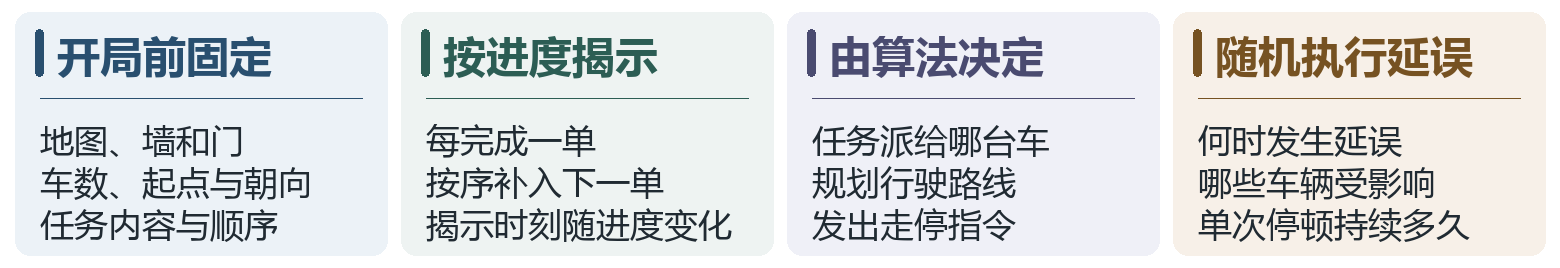 开局前固定
地图、墙和门
车数、起点与朝向
任务内容与顺序
按进度揭示
每完成一单
按序补入下一单
揭示时刻随进度变化
由算法决定
任务派给哪台车
规划行驶路线
发出走停指令
随机执行延误
何时发生延误
哪些车辆受影响
单次停顿持续多久